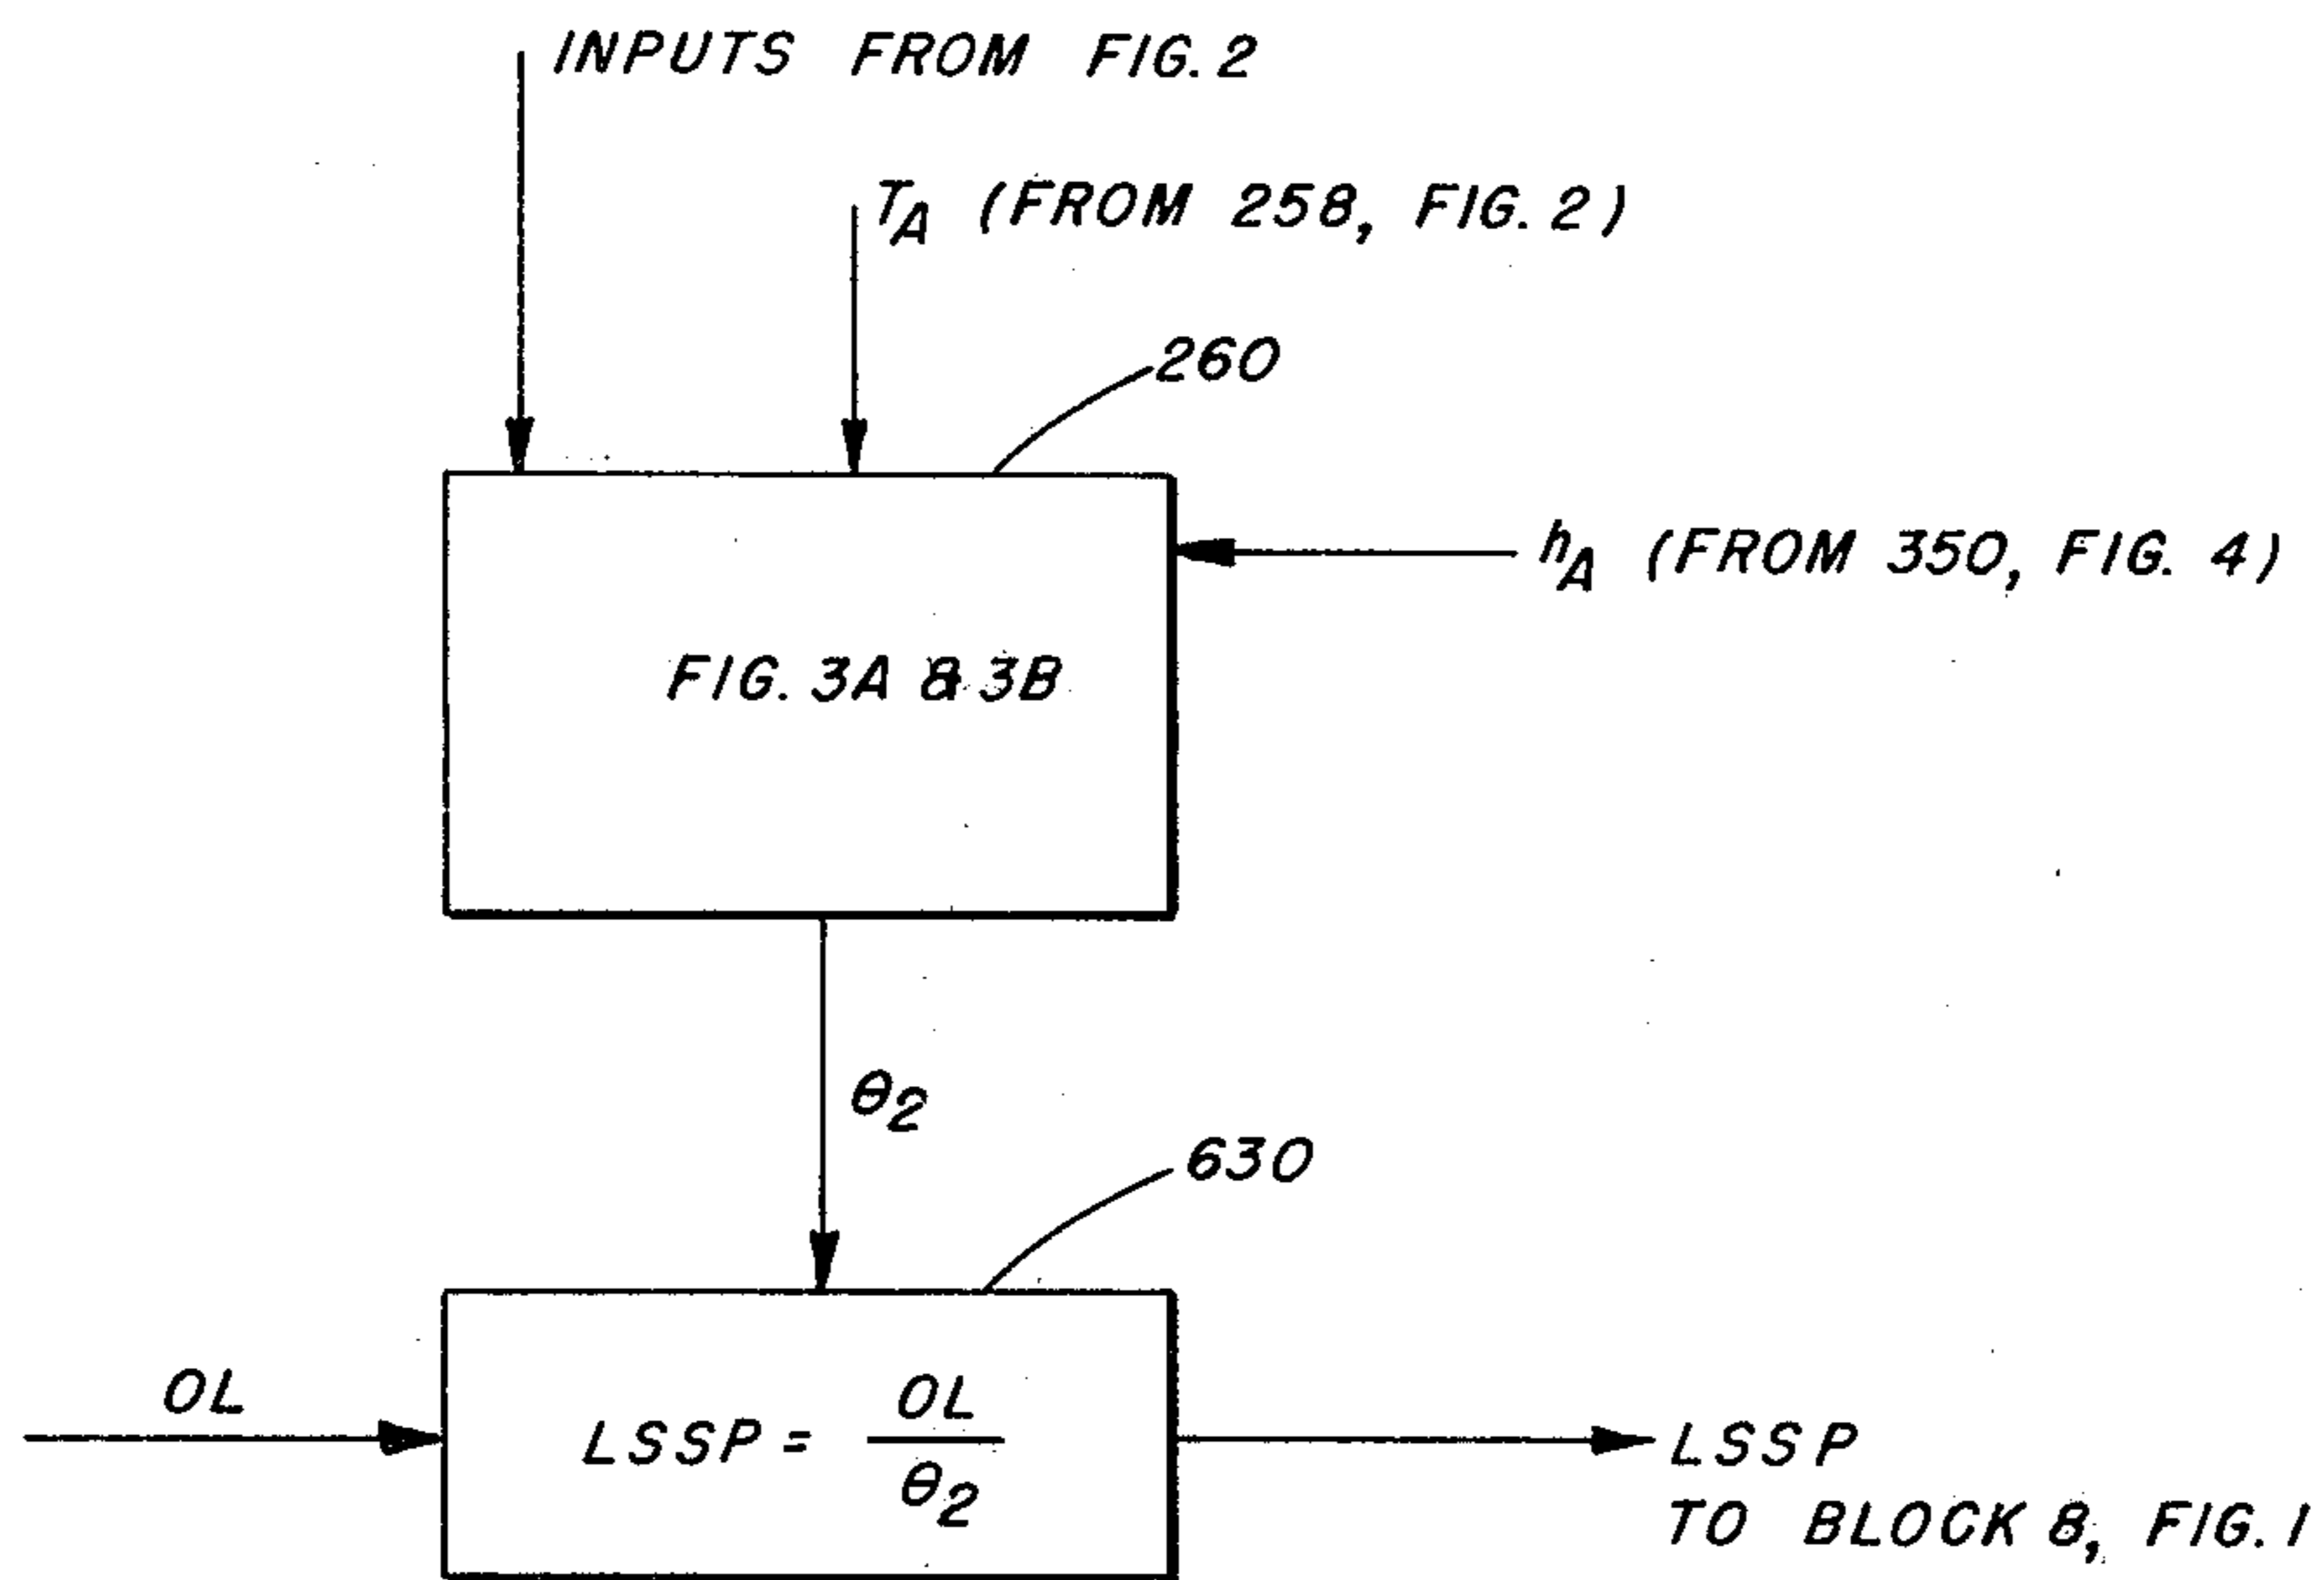 INPUTS FROM FIG. 2
TA (FROM 258, FIG. 2)
260
hA (FROM 350, FIG. 4)
FIG. 3A & 3B
θ2
630
OL
LSSP = OL / θ2
LSSP
TO BLOCK 8, FIG. 1